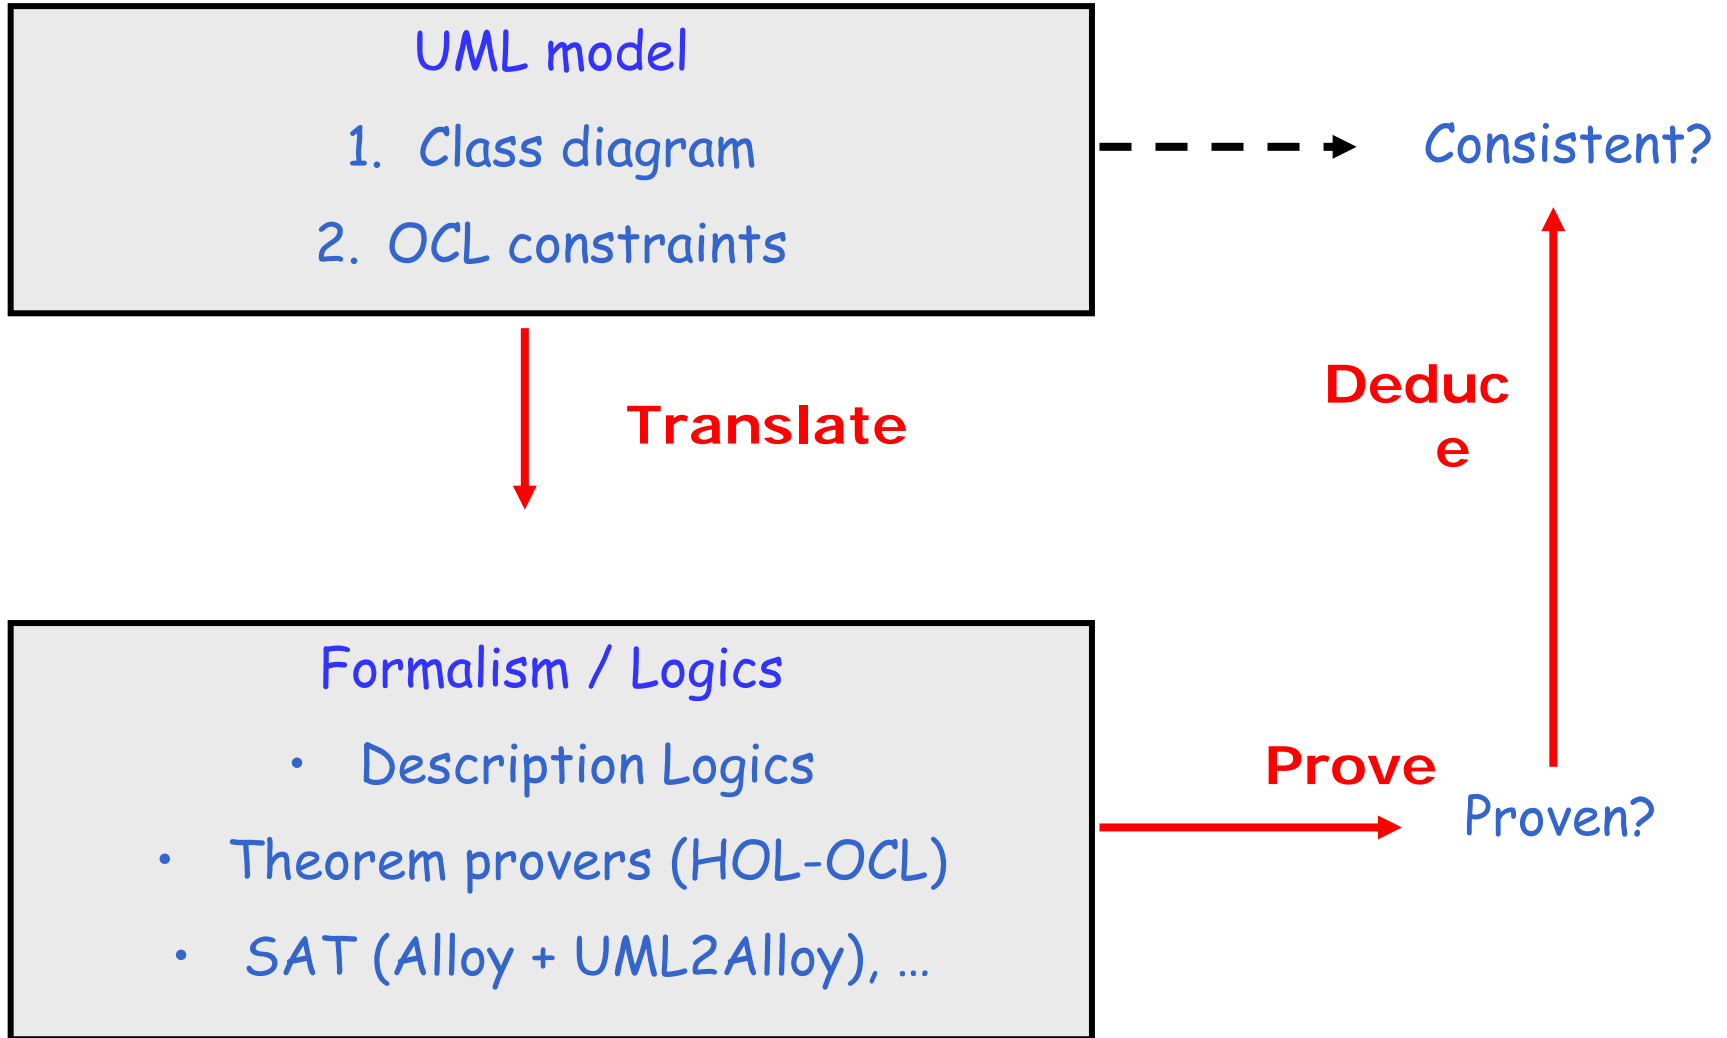 UML model
1. Class diagram
2. OCL constraints
Consistent?
Translate
Deduc
e
Formalism / Logics
• Description Logics
• Theorem provers (HOL-OCL)
• SAT (Alloy + UML2Alloy), ...
Prove
Proven?